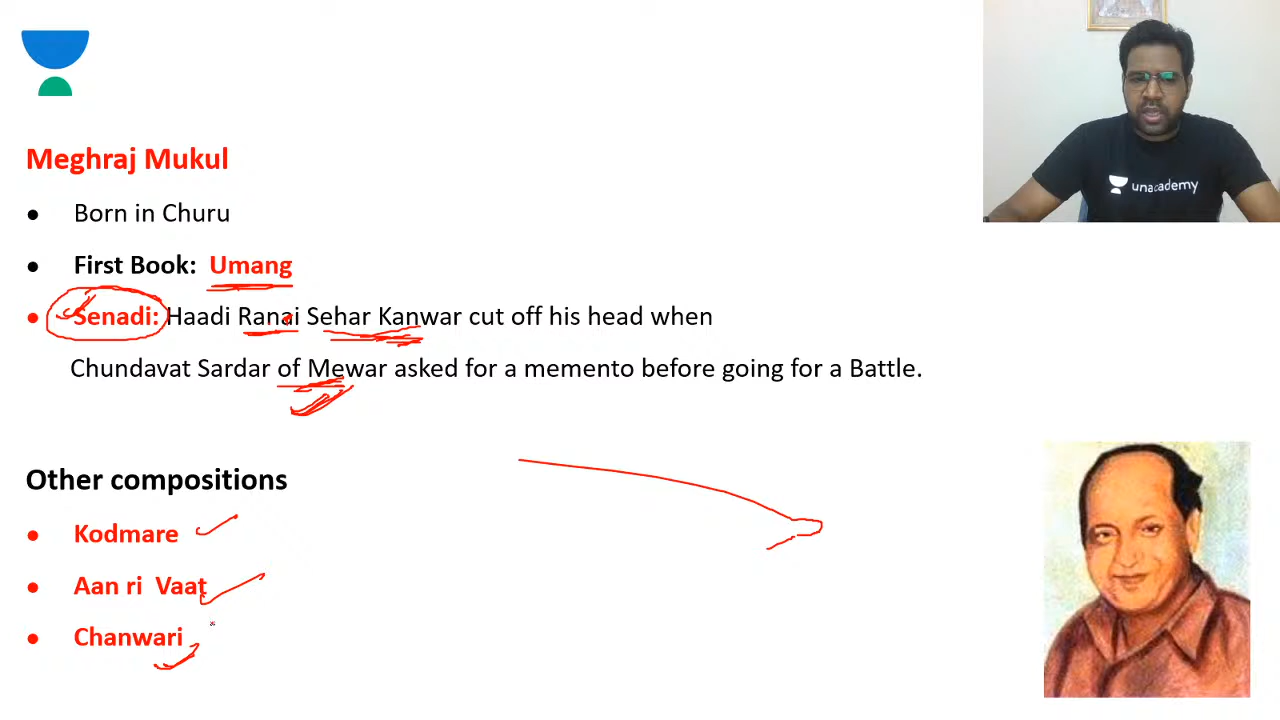 unacademy
Meghraj Mukul
● Born in Churu
● First Book: Umang
● Senadi: Haadi Ranai Sehar Kanwar cut off his head when
Chundavat Sardar of Mewar asked for a memento before going for a Battle.
Other compositions
● Kodmare
● Aan ri Vaat
● Chanwari